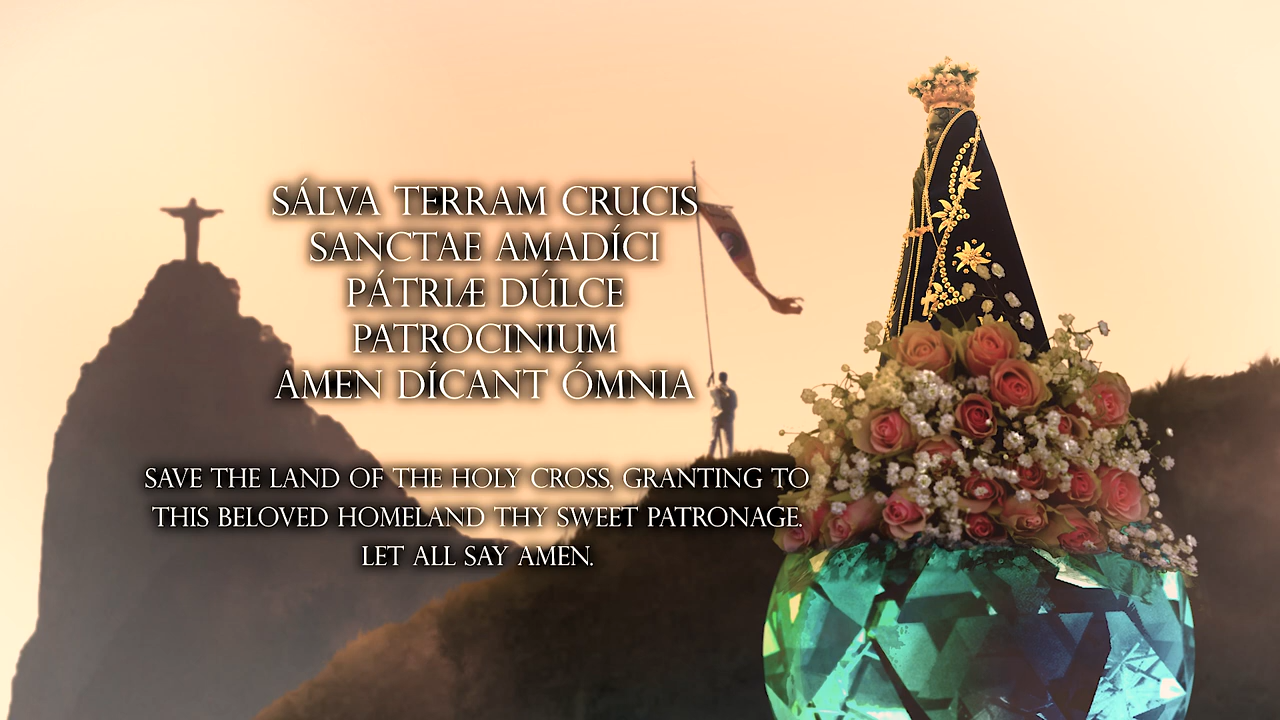 SÁLVA TERRAM CRUCIS
SANCTAE AMADÍCI
PÁTRIÆ DÚLCE
PATROCINIUM
AMEN DÍCANT ÓMNIA
SAVE THE LAND OF THE HOLY CROSS, GRANTING TO
THIS BELOVED HOMELAND THY SWEET PATRONAGE.
LET ALL SAY AMEN.